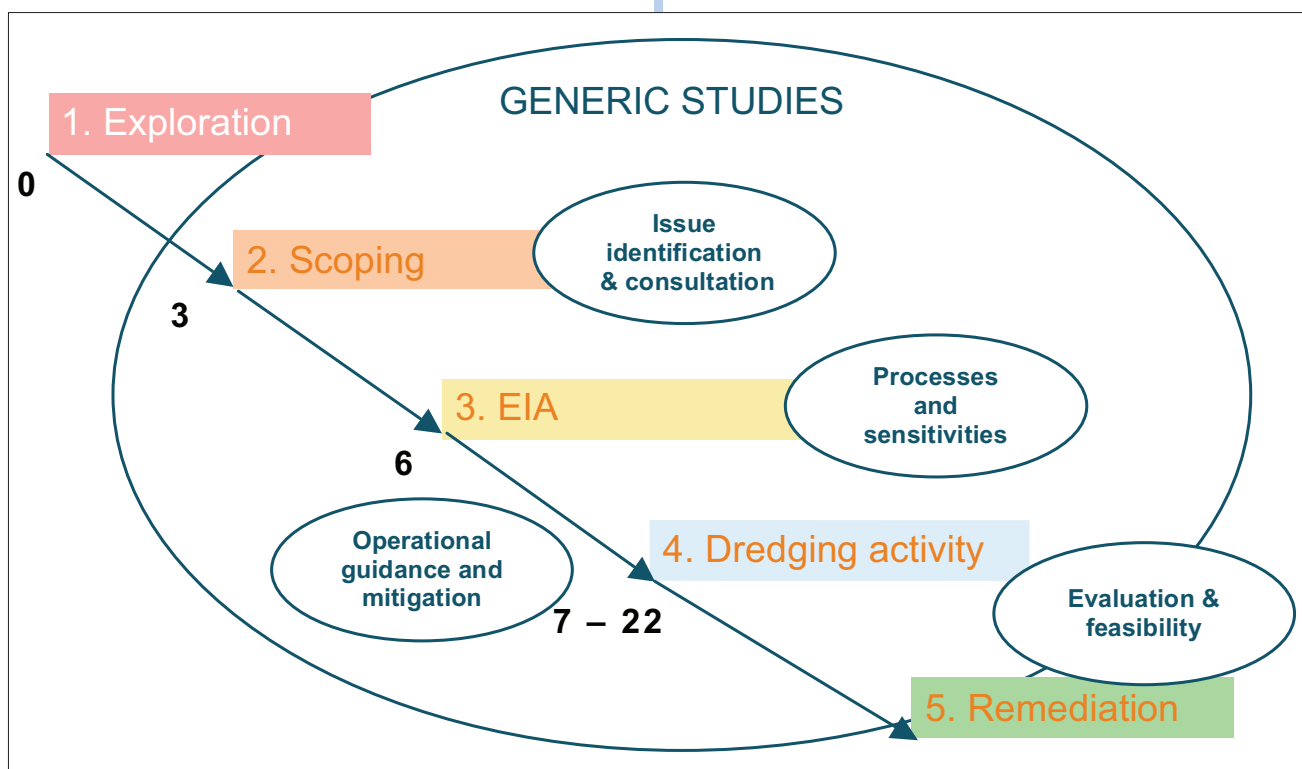 GENERIC STUDIES
1. Exploration
0
2. Scoping
Issue
identification
& consultation
3
3. EIA
Processes
and
sensitivities
6
Operational
guidance and
mitigation
4. Dredging activity
7 – 22
Evaluation &
feasibility
5. Remediation